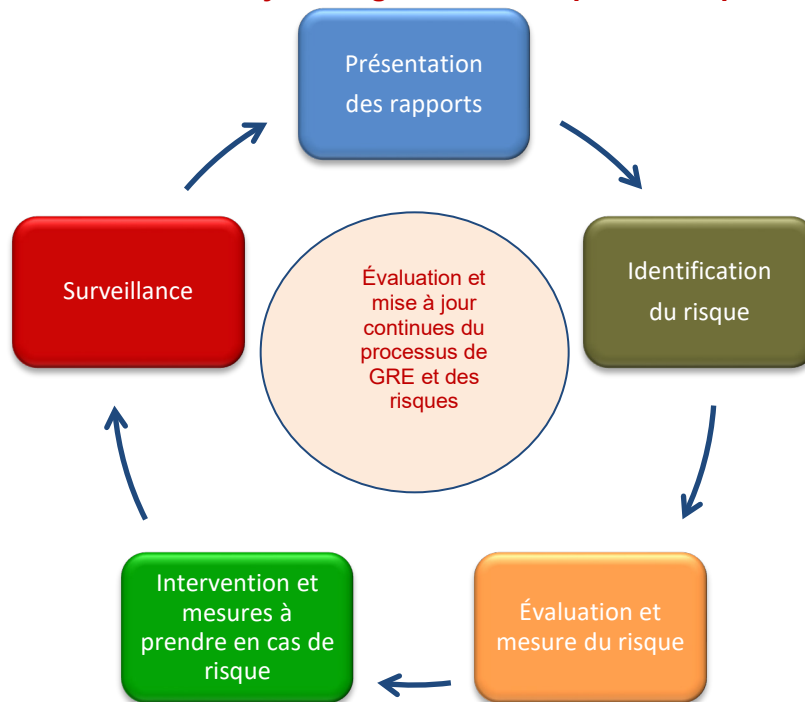 Présentation
des rapports
Identification
du risque
Surveillance
Évaluation et
mise à jour
continues du
processus de
GRE et des
risques
Intervention et
mesures à
prendre en cas de
risque
Évaluation et
mesure du risque